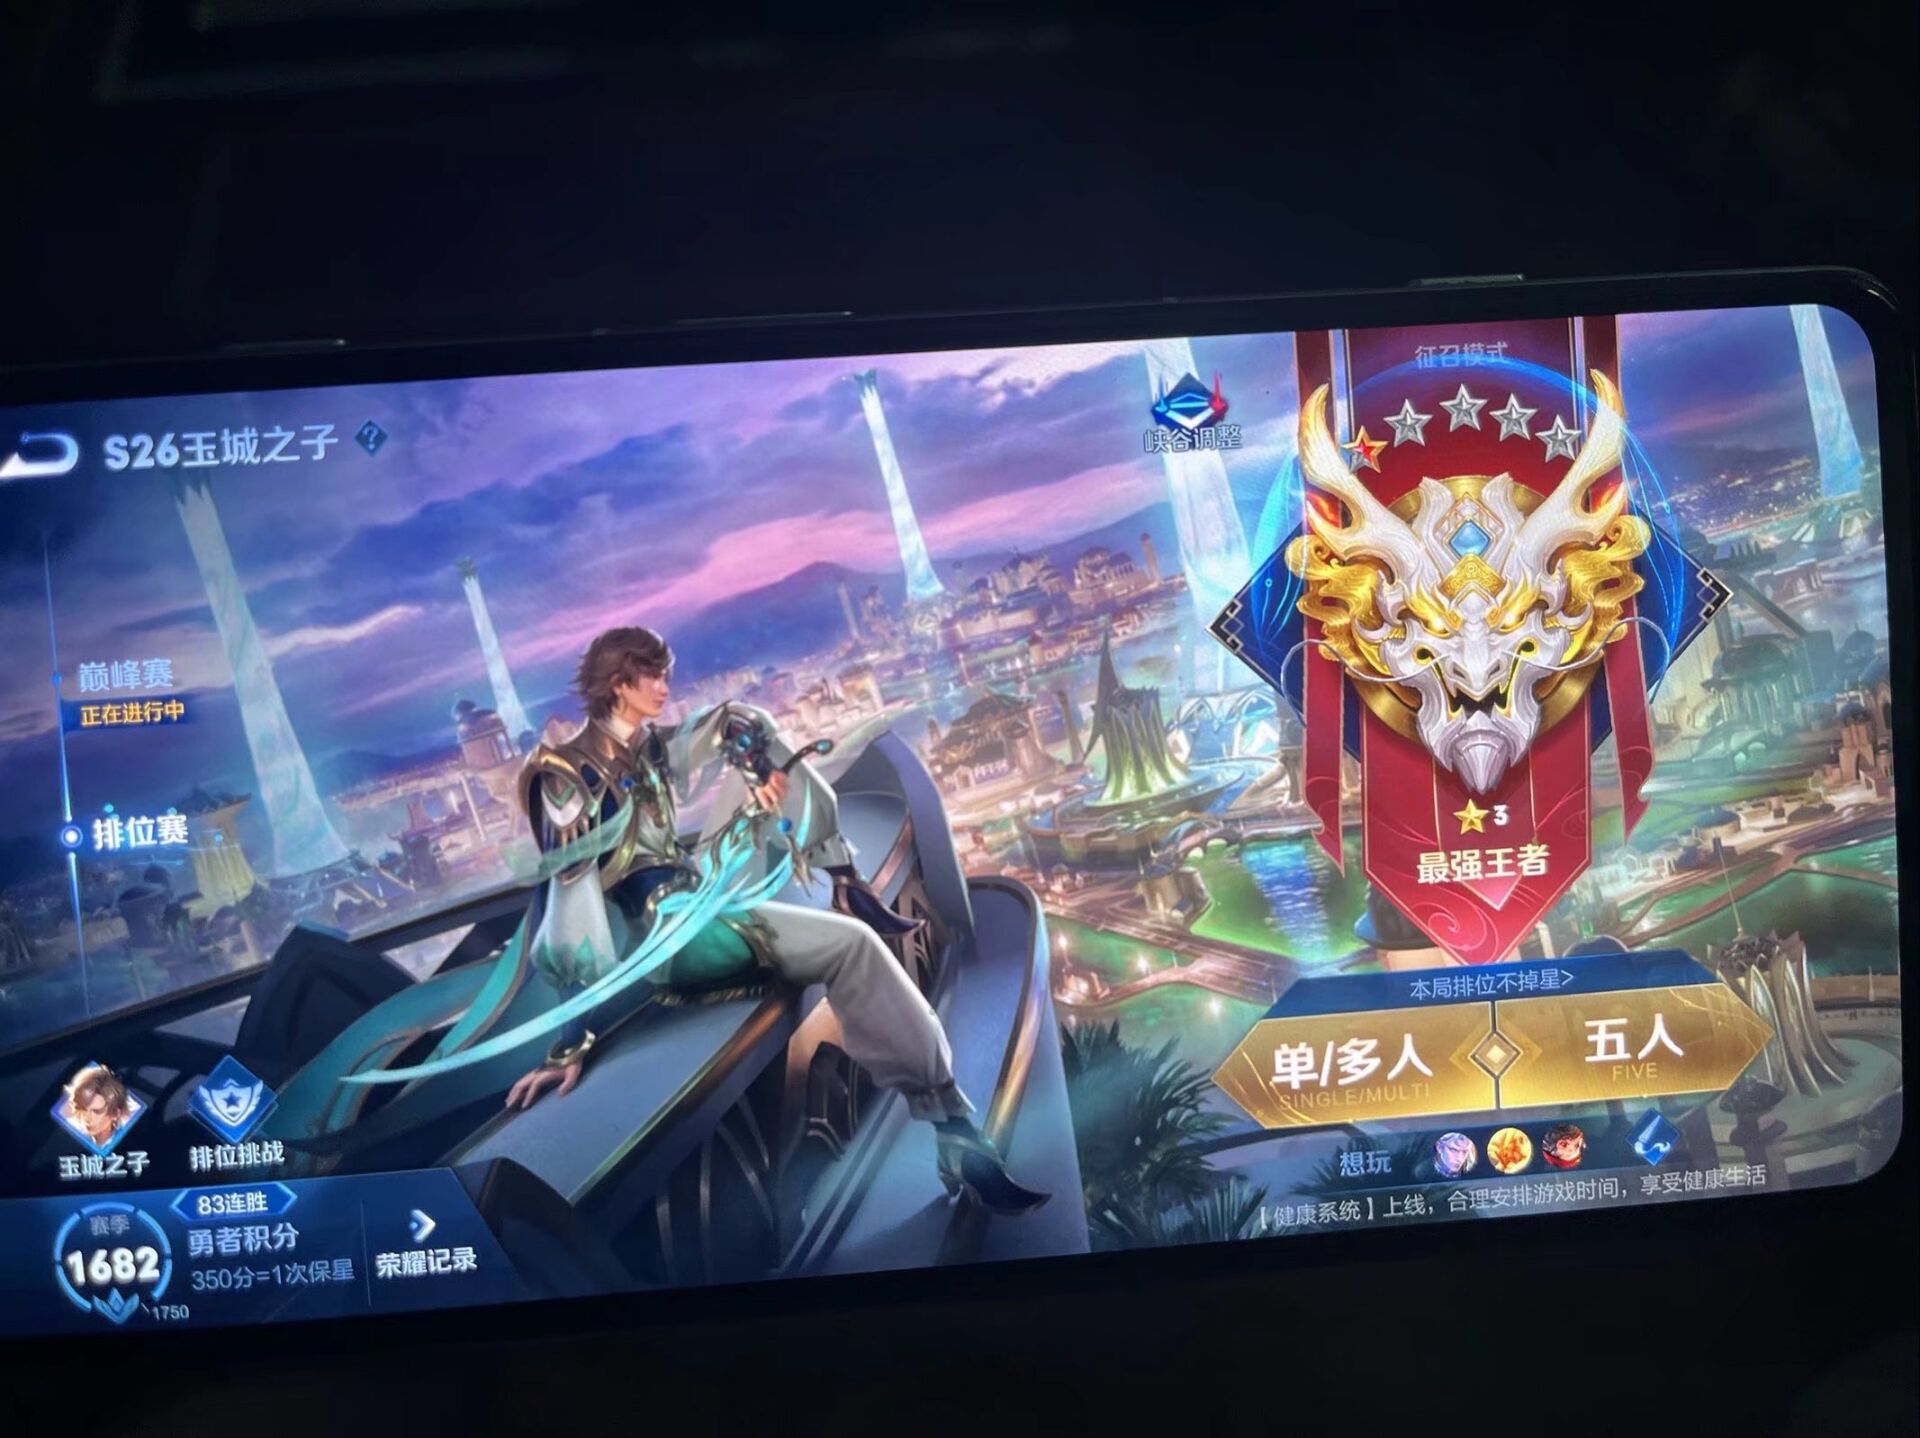 S26玉城之子
?
峡谷调整
征召模式
巅峰赛
正在进行中
排位赛
3
最强王者
本局排位不掉星>
单/多人
SINGLE/MULTI
五人
FIVE
想玩
【健康系统】上线，合理安排游戏时间，享受健康生活
玉城之子
排位挑战
赛季
1682
1750
83连胜
勇者积分
350分=1次保星
荣耀记录